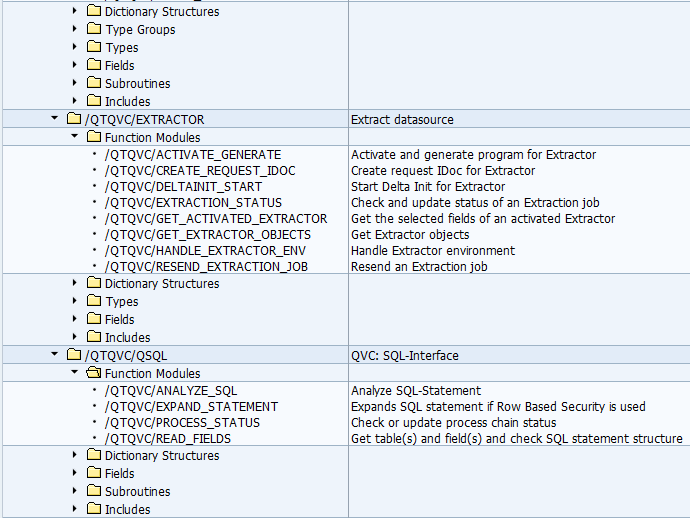 Dictionary Structures
Type Groups
Types
Fields
Subroutines
Includes
/QTQVC/EXTRACTOR Extract datasource
Function Modules
/QTQVC/ACTIVATE_GENERATE Activate and generate program for Extractor
/QTQVC/CREATE_REQUEST_IDOC Create request IDoc for Extractor
/QTQVC/DELTAINIT_START Start Delta Init for Extractor
/QTQVC/EXTRACTION_STATUS Check and update status of an Extraction job
/QTQVC/GET_ACTIVATED_EXTRACTOR Get the selected fields of an activated Extractor
/QTQVC/GET_EXTRACTOR_OBJECTS Get Extractor objects
/QTQVC/HANDLE_EXTRACTOR_ENV Handle Extractor environment
/QTQVC/RESEND_EXTRACTION_JOB Resend an Extraction job
Dictionary Structures
Types
Fields
Includes
/QTQVC/QSQL QVC: SQL-Interface
Function Modules
/QTQVC/ANALYZE_SQL Analyze SQL-Statement
/QTQVC/EXPAND_STATEMENT Expands SQL statement if Row Based Security is used
/QTQVC/PROCESS_STATUS Check or update process chain status
/QTQVC/READ_FIELDS Get table(s) and field(s) and check SQL statement structure
Dictionary Structures
Fields
Subroutines
Includes